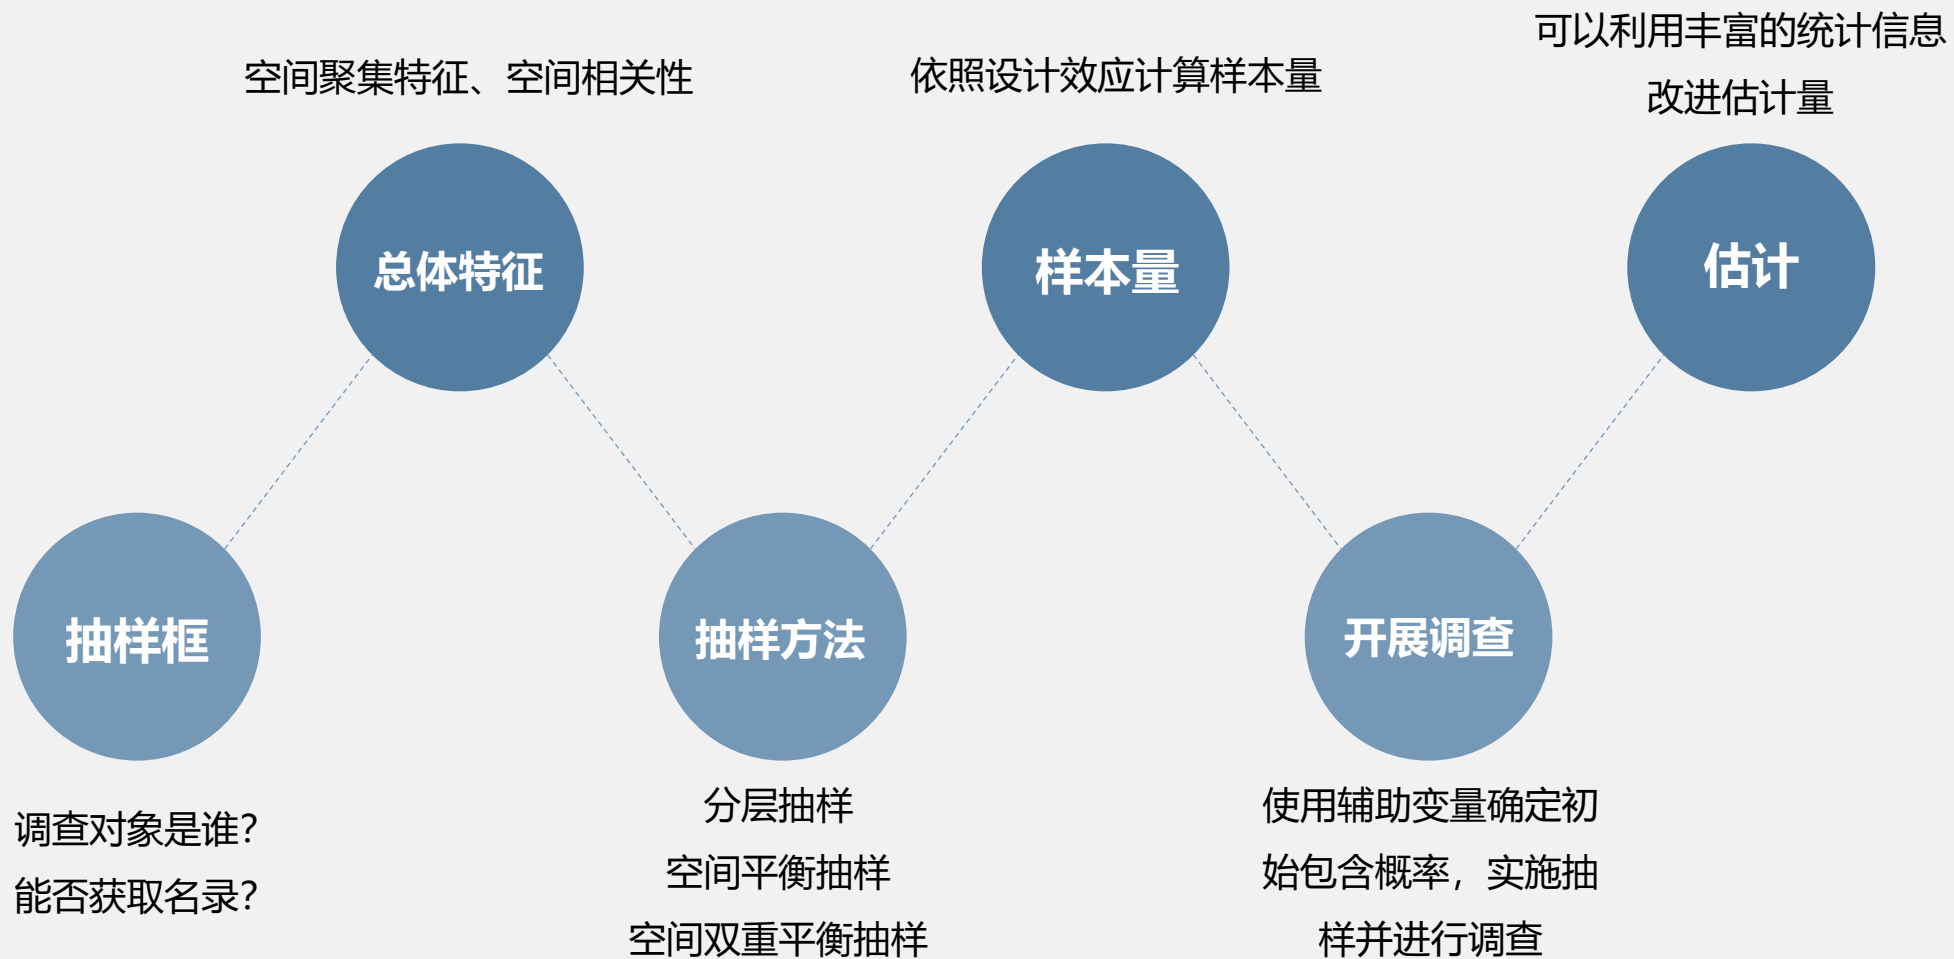 可以利用丰富的统计信息
改进估计量
空间聚集特征、空间相关性
依照设计效应计算样本量
总体特征
样本量
估计
抽样框
抽样方法
开展调查
调查对象是谁？
能否获取名录？
分层抽样
空间平衡抽样
空间双重平衡抽样
使用辅助变量确定初
始包含概率，实施抽
样并进行调查